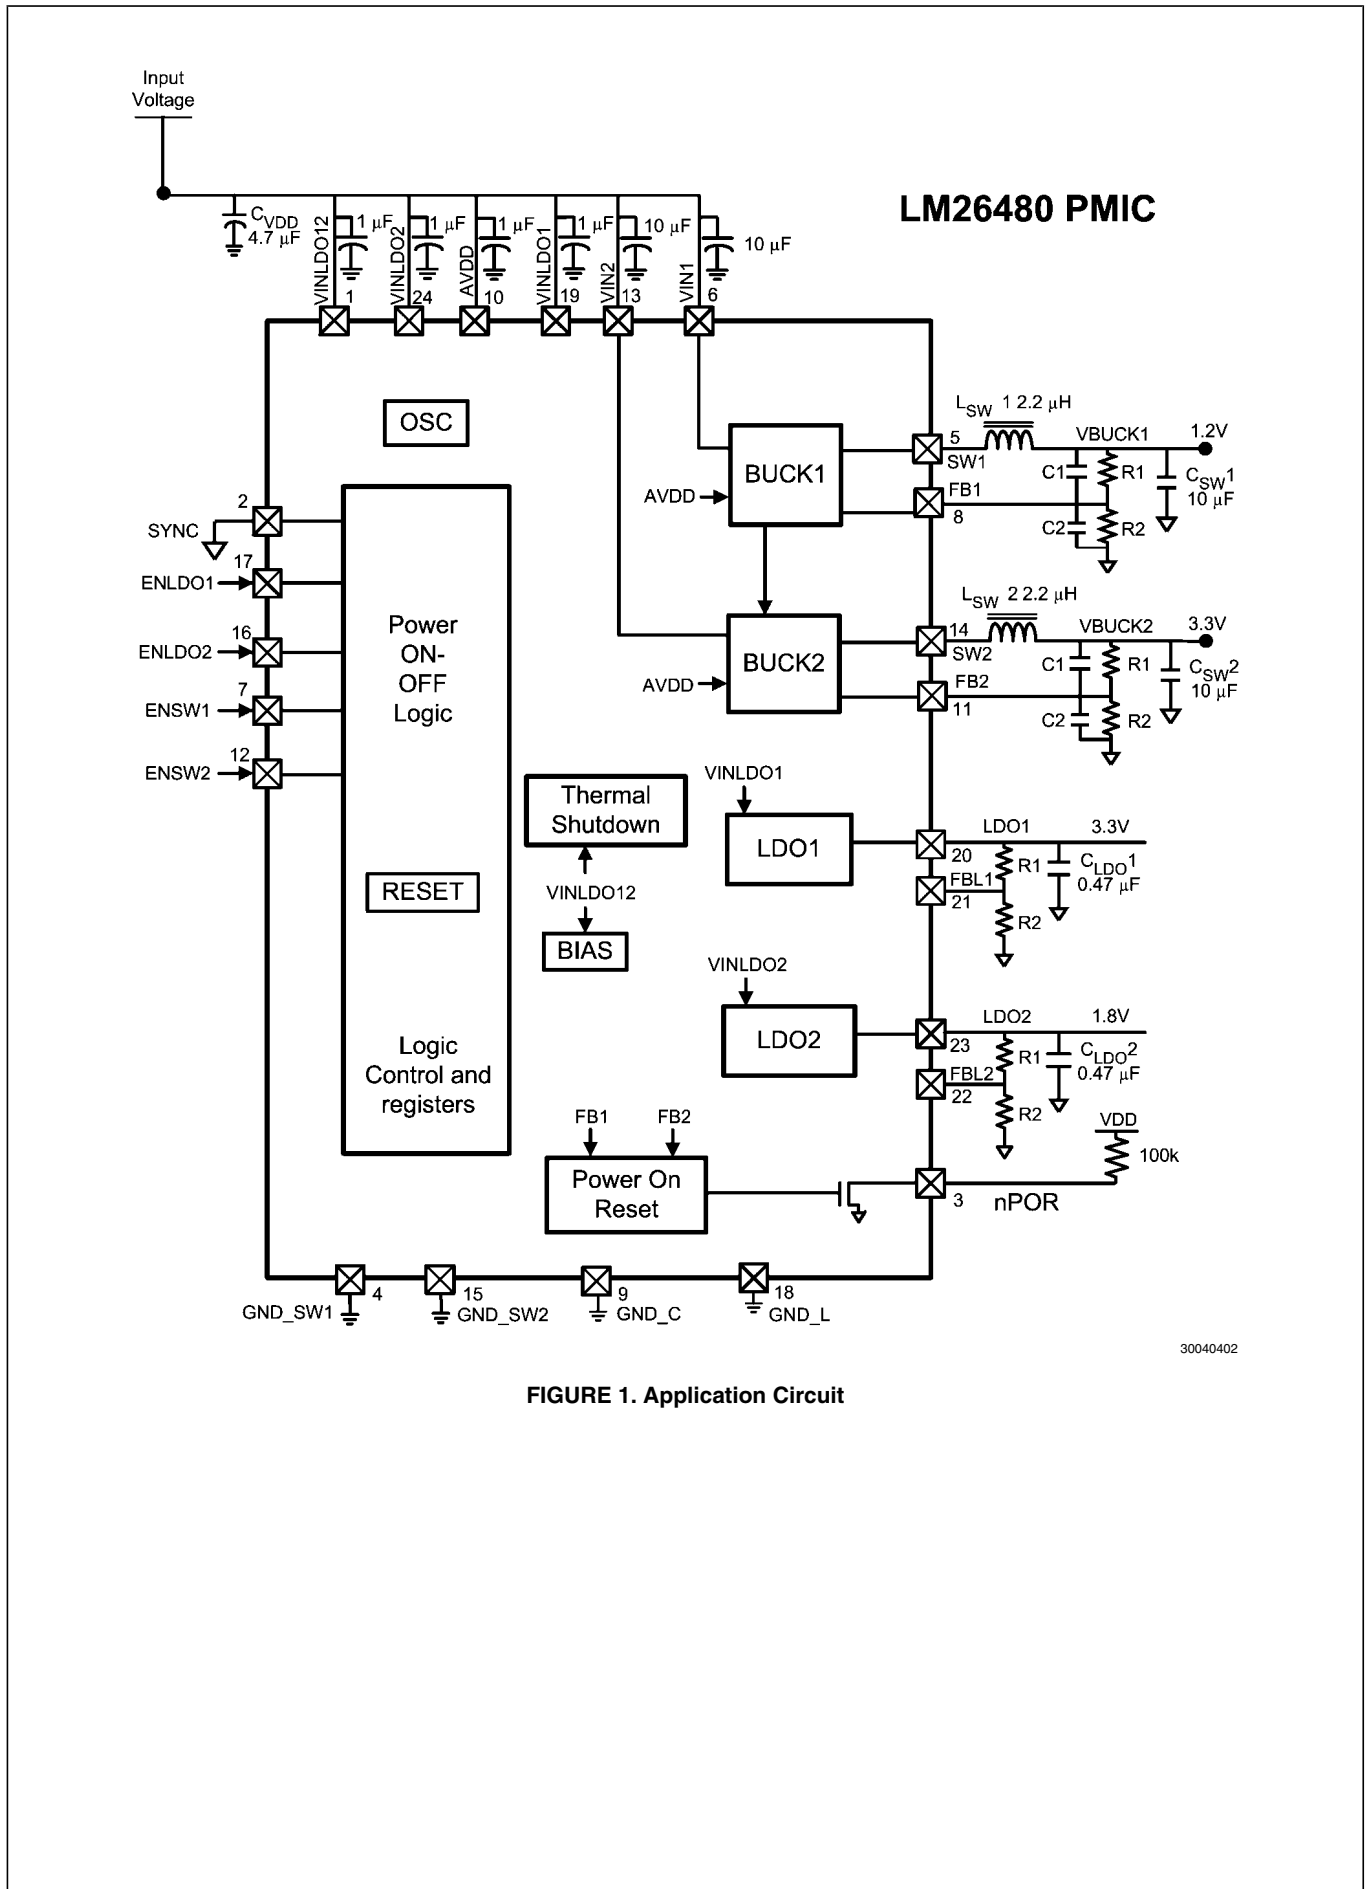 Input
Voltage
LM26480 PMIC
CVDD
4.7 μF
VINLDO12
1 μF
1
VINLDO2
1 μF
24
AVDD
1 μF
10
VINLDO1
1 μF
19
VIN2
10 μF
13
VIN1
10 μF
6
OSC
BUCK1
AVDD
5
SW1
LSW 1 2.2 μH
VBUCK1
1.2V
C1
R1
CSW1
10 μF
FB1
8
C2
R2
2
SYNC
17
ENLDO1
16
ENLDO2
7
ENSW1
12
ENSW2
Power
ON-
OFF
Logic
BUCK2
AVDD
14
SW2
LSW 2 2.2 μH
VBUCK2
3.3V
C1
R1
CSW2
10 μF
FB2
11
C2
R2
Thermal
Shutdown
VINLDO12
BIAS
RESET
VINLDO1
LDO1
LDO1
3.3V
20
R1
CLDO1
0.47 μF
FBL1
21
R2
VINLDO2
LDO2
LDO2
1.8V
23
R1
CLDO2
0.47 μF
FBL2
22
R2
Logic
Control and
registers
FB1
FB2
Power On
Reset
VDD
100k
3
nPOR
4
GND_SW1
15
GND_SW2
9
GND_C
18
GND_L
30040402
FIGURE 1. Application Circuit